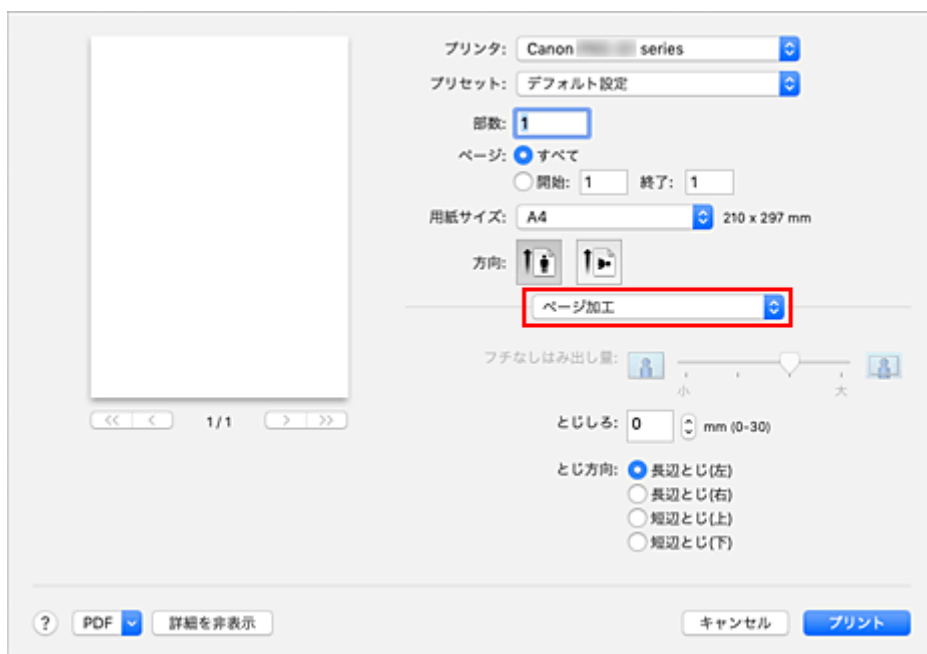 プリンタ: Canon series
プリセット: デフォルト設定
部数: 1
ページ: すべて
開始: 1 終了: 1
用紙サイズ: A4 210 x 297 mm
方向:
ページ加工
フチなしはみ出し量:
小 大
とじしろ: 0 mm (0-30)
とじ方向: 長辺とじ(左)
長辺とじ(右)
短辺とじ(上)
短辺とじ(下)
<< < 1/1 > >>
? PDF 詳細を非表示 キャンセル プリント